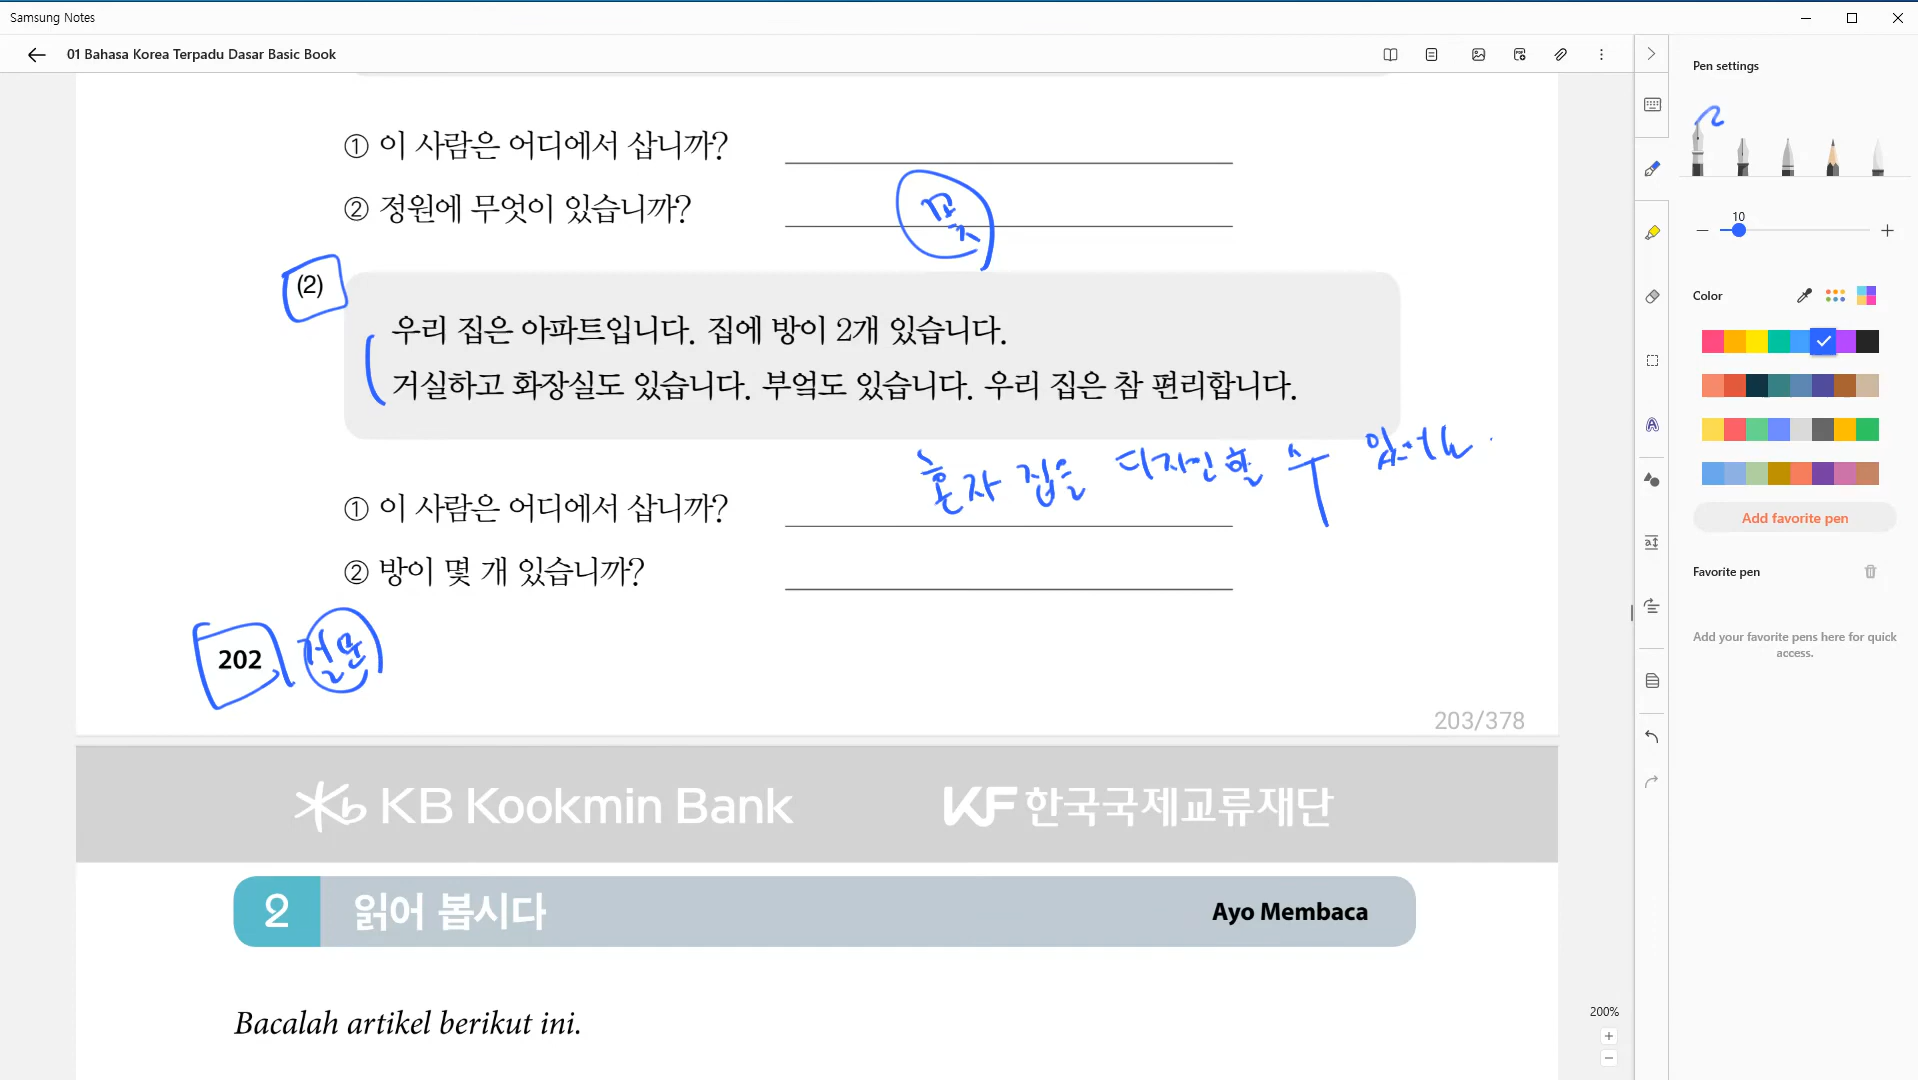 Samsung Notes
01 Bahasa Korea Terpadu Dasar Basic Book
Pen settings
① 이 사람은 어디에서 삽니까?
② 정원에 무엇이 있습니까?
10
(2)
Color
우리 집은 아파트입니다. 집에 방이 2개 있습니다.
거실하고 화장실도 있습니다. 부엌도 있습니다. 우리 집은 참 편리합니다.
혼자 집을 디자인할 수 있어요.
① 이 사람은 어디에서 삽니까?
② 방이 몇 개 있습니까?
Add favorite pen
Favorite pen
Add your favorite pens here for quick
access.
202 질문
203/378
KB Kookmin Bank
KF 한국국제교류재단
2 읽어 봅시다 Ayo Membaca
Bacalah artikel berikut ini.
200%